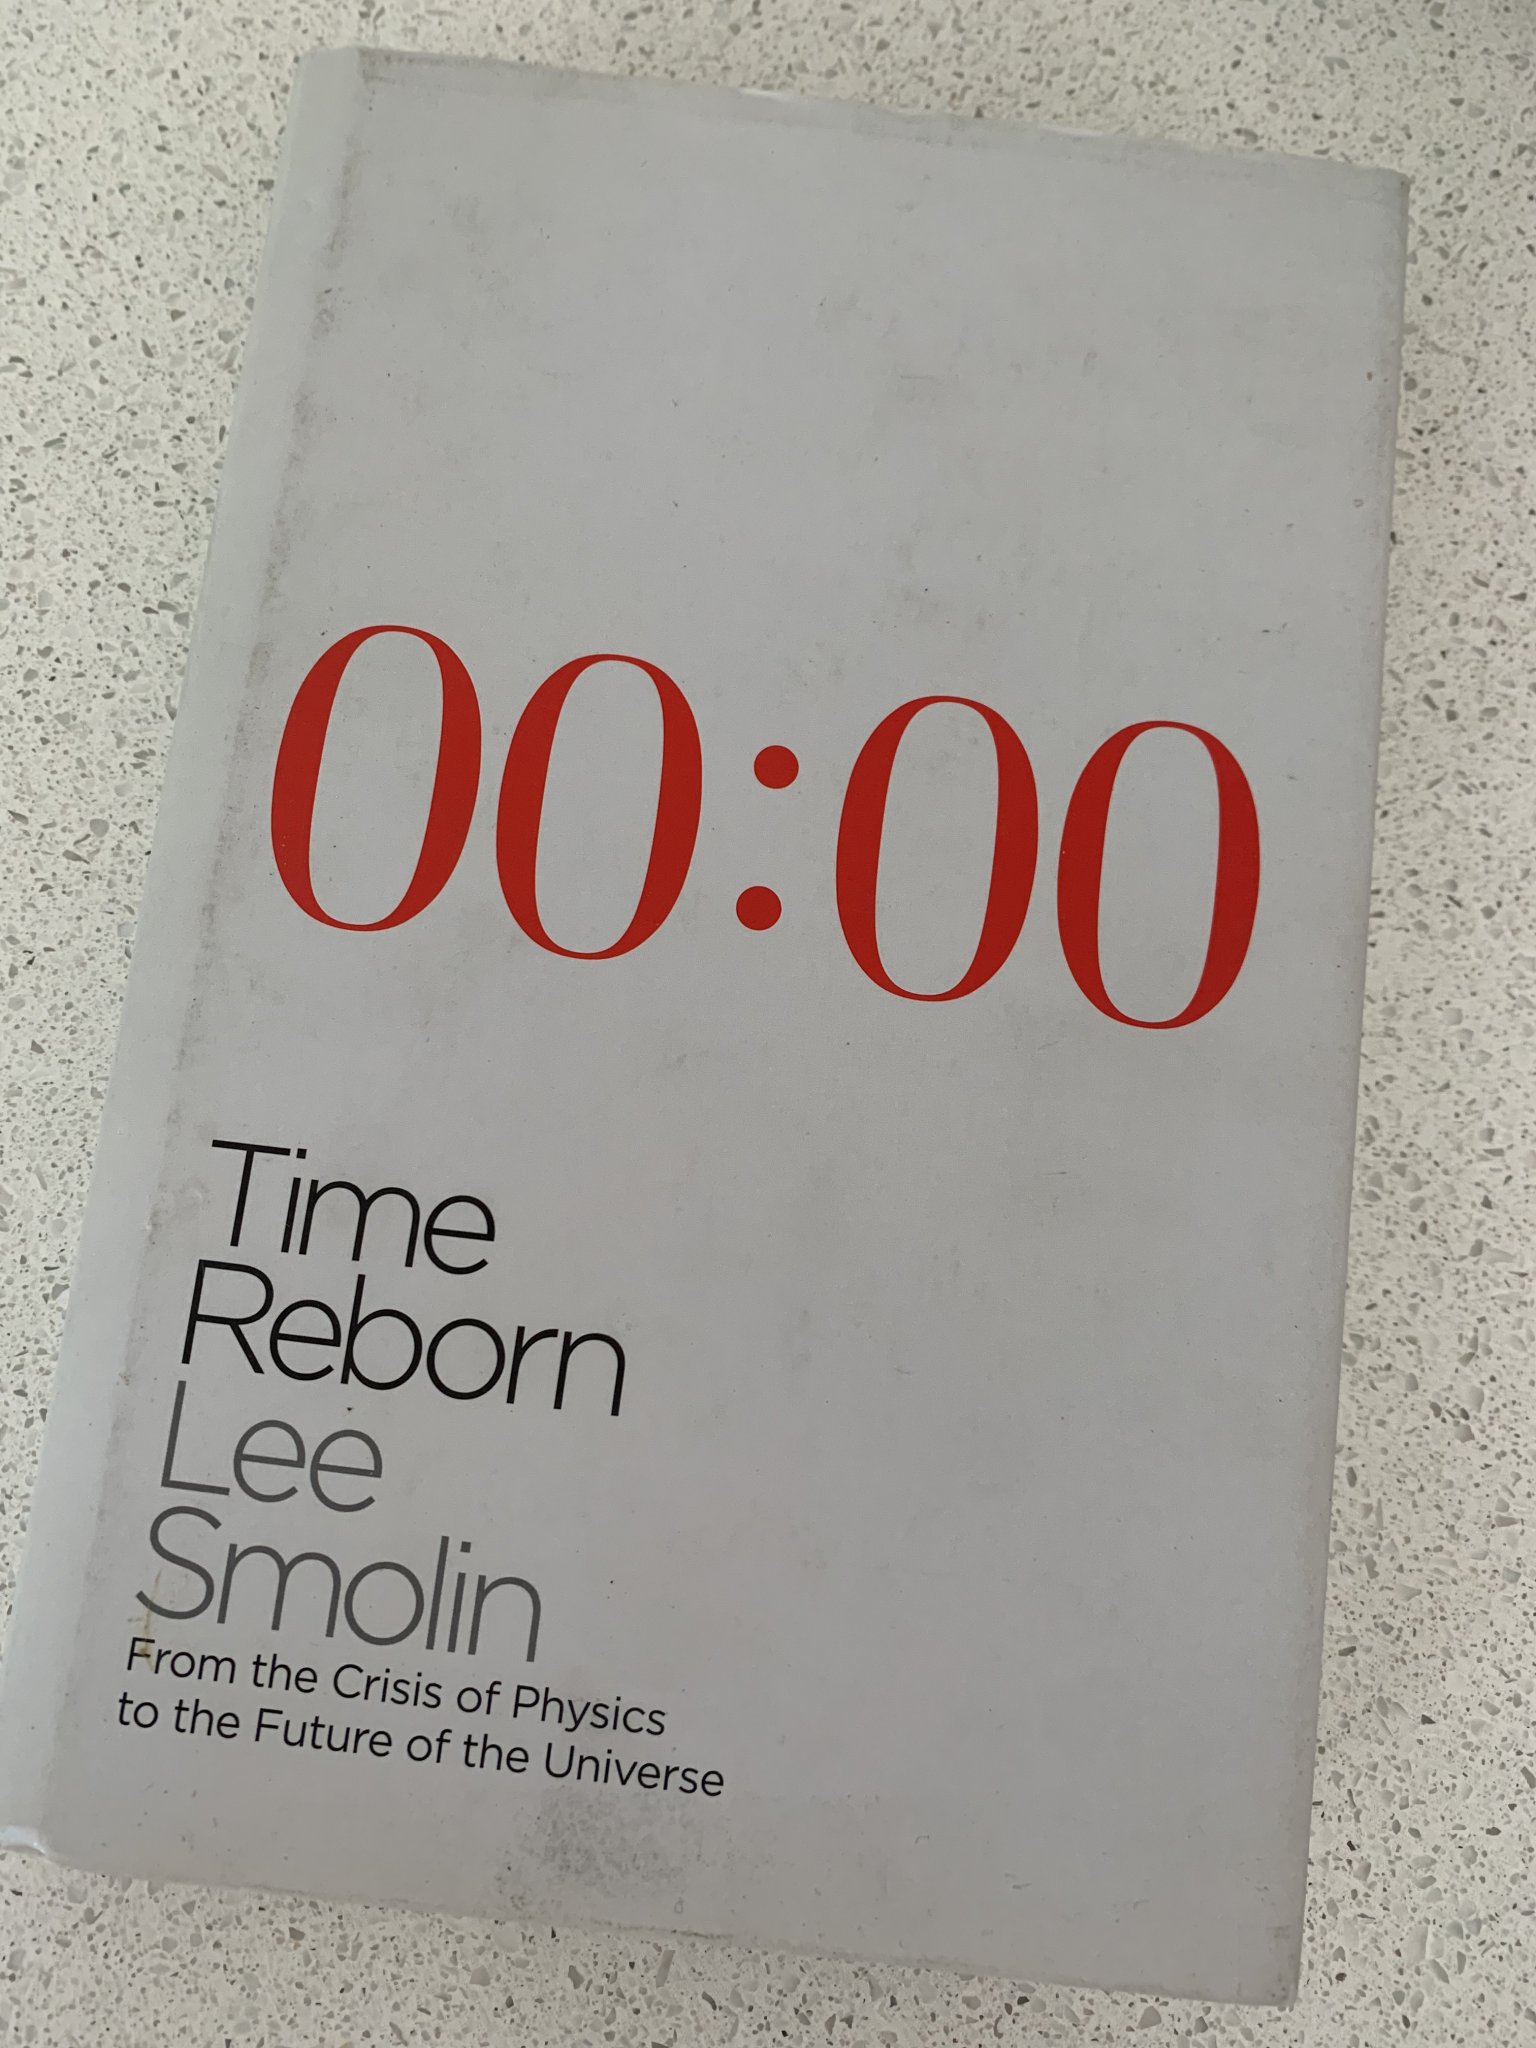 00:00
Time
Reborn
Lee
Smolin
From the Crisis of Physics
to the Future of the Universe